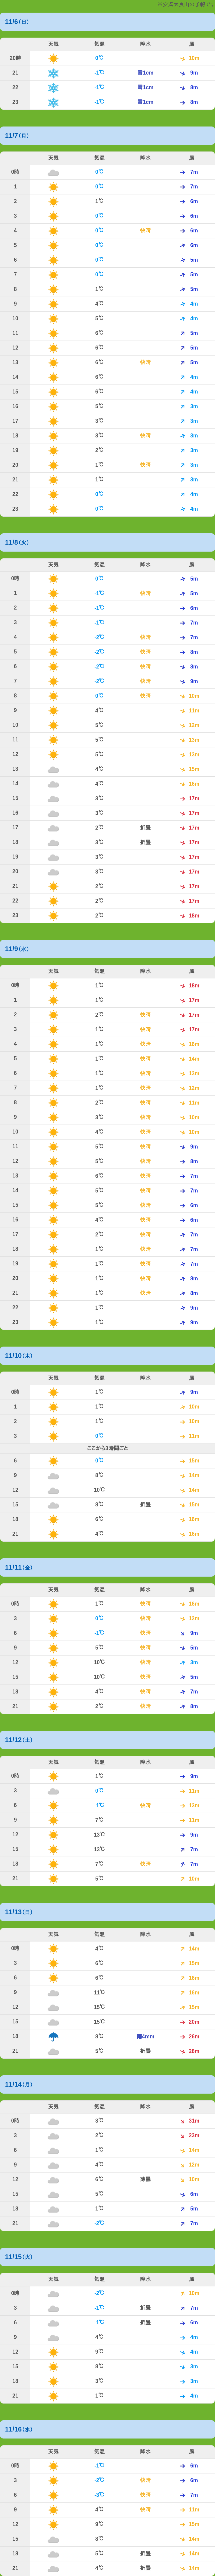 11/6(日)
天気 気温 降水 風
20時 0℃ 10m
21 -1℃ 雪1cm 9m
22 -1℃ 雪1cm 8m
23 -1℃ 雪1cm 8m
11/7(月)
天気 気温 降水 風
0時 0℃ 7m
1 0℃ 7m
2 1℃ 6m
3 0℃ 6m
4 0℃ 快晴 6m
5 0℃ 6m
6 0℃ 5m
7 0℃ 5m
8 1℃ 5m
9 4℃ 4m
10 5℃ 4m
11 6℃ 5m
12 6℃ 5m
13 6℃ 快晴 5m
14 6℃ 4m
15 6℃ 4m
16 5℃ 3m
17 3℃ 3m
18 3℃ 快晴 3m
19 2℃ 3m
20 1℃ 快晴 3m
21 1℃ 3m
22 0℃ 4m
23 0℃ 4m
11/8(火)
天気 気温 降水 風
0時 0℃ 5m
1 -1℃ 快晴 5m
2 -1℃ 6m
3 -1℃ 7m
4 -2℃ 快晴 7m
5 -2℃ 快晴 8m
6 -2℃ 快晴 8m
7 -2℃ 快晴 9m
8 0℃ 快晴 10m
9 4℃ 11m
10 5℃ 12m
11 5℃ 13m
12 5℃ 13m
13 4℃ 15m
14 4℃ 16m
15 3℃ 17m
16 3℃ 17m
17 2℃ 折曇 17m
18 3℃ 折曇 17m
19 3℃ 17m
20 3℃ 17m
21 2℃ 17m
22 2℃ 17m
23 2℃ 18m
11/9(水)
天気 気温 降水 風
0時 1℃ 18m
1 1℃ 17m
2 2℃ 快晴 17m
3 1℃ 快晴 17m
4 1℃ 快晴 16m
5 1℃ 快晴 14m
6 1℃ 快晴 13m
7 1℃ 快晴 12m
8 2℃ 快晴 11m
9 3℃ 快晴 10m
10 4℃ 快晴 10m
11 5℃ 快晴 9m
12 5℃ 快晴 8m
13 6℃ 快晴 7m
14 5℃ 快晴 7m
15 5℃ 快晴 6m
16 4℃ 快晴 6m
17 2℃ 快晴 7m
18 1℃ 快晴 7m
19 1℃ 快晴 7m
20 1℃ 快晴 8m
21 1℃ 快晴 8m
22 1℃ 9m
23 1℃ 9m
11/10(木)
天気 気温 降水 風
0時 1℃ 9m
1 1℃ 10m
2 1℃ 10m
3 0℃ 11m
ここから3時間ごと
6 0℃ 15m
9 8℃ 14m
12 10℃ 14m
15 8℃ 折曇 15m
18 6℃ 16m
21 4℃ 16m
11/11(金)
天気 気温 降水 風
0時 1℃ 快晴 16m
3 0℃ 快晴 12m
6 -1℃ 快晴 9m
9 5℃ 快晴 5m
12 10℃ 快晴 3m
15 10℃ 快晴 5m
18 4℃ 快晴 7m
21 2℃ 快晴 8m
11/12(土)
天気 気温 降水 風
0時 1℃ 9m
3 0℃ 11m
6 -1℃ 快晴 13m
9 7℃ 11m
12 13℃ 9m
15 13℃ 7m
18 7℃ 快晴 7m
21 5℃ 10m
11/13(日)
天気 気温 降水 風
0時 4℃ 14m
3 6℃ 15m
6 6℃ 16m
9 11℃ 16m
12 15℃ 15m
15 15℃ 20m
18 8℃ 雨4mm 26m
21 5℃ 折曇 28m
11/14(月)
天気 気温 降水 風
0時 3℃ 31m
3 2℃ 23m
6 1℃ 14m
9 4℃ 12m
12 6℃ 薄曇 10m
15 5℃ 6m
18 1℃ 5m
21 -2℃ 7m
11/15(火)
天気 気温 降水 風
0時 -2℃ 10m
3 -1℃ 折曇 7m
6 -1℃ 折曇 6m
9 4℃ 4m
12 9℃ 4m
15 8℃ 3m
18 3℃ 3m
21 1℃ 4m
11/16(水)
天気 気温 降水 風
0時 -1℃ 6m
3 -2℃ 快晴 6m
6 -3℃ 快晴 7m
9 4℃ 快晴 11m
12 9℃ 15m
15 8℃ 14m
18 5℃ 折曇 14m
21 4℃ 折曇 14m